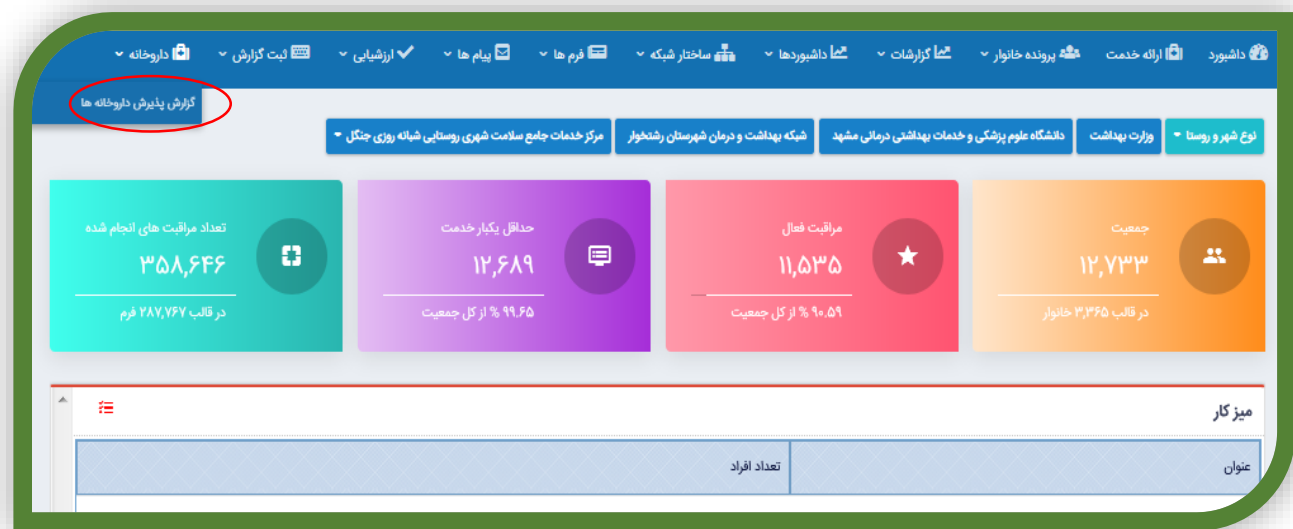 داشبورد ارائه خدمت پرونده خانوار گزارشات داشبوردها ساختار شبکه فرم ها پیام ها ارزشیابی ثبت گزارش داروخانه
گزارش پذیرش داروخانه ها
نوع شهر و روستا وزارت بهداشت دانشگاه علوم پزشکی و خدمات بهداشتی درمانی مشهد شبکه بهداشت و درمان شهرستان رشتخوار مرکز خدمات جامع سلامت شهری روستایی شبانه روزی جنگل
جمعیت
۱۲,۷۳۳
در قالب ۳,۳۶۵ خانوار
مراقبت فعال
۱۱,۵۳۵
۹۰.۵۹ % از کل جمعیت
حداقل یکبار خدمت
۱۲,۶۸۹
۹۹.۶۵ % از کل جمعیت
تعداد مراقبت های انجام شده
۳۵۸,۶۴۶
در قالب ۲۸۷,۷۶۷ فرم
میز کار
عنوان تعداد افراد